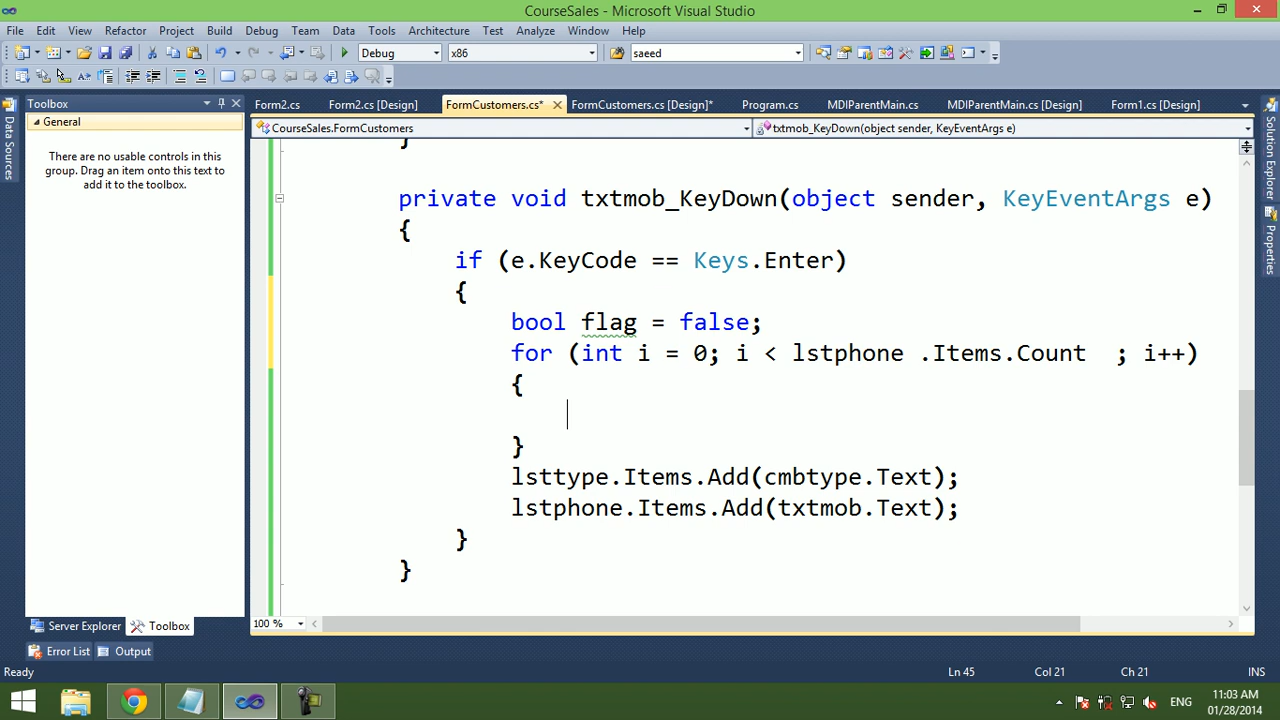 CourseSales - Microsoft Visual Studio
File Edit View Refactor Project Build Debug Team Data Tools Architecture Test Analyze Window Help
Debug x86 saeed
Toolbox
General
There are no usable controls in this
group. Drag an item onto this text to
add it to the toolbox.
Data Sources
Form2.cs Form2.cs [Design] FormCustomers.cs* FormCustomers.cs [Design]* Program.cs MDIParentMain.cs MDIParentMain.cs [Design] Form1.cs [Design]
CourseSales.FormCustomers txtmob_KeyDown(object sender, KeyEventArgs e)
}
private void txtmob_KeyDown(object sender, KeyEventArgs e)
{
if (e.KeyCode == Keys.Enter)
{
bool flag = false;
for (int i = 0; i < lstphone .Items.Count ; i++)
{
}
lsttype.Items.Add(cmbtype.Text);
lstphone.Items.Add(txtmob.Text);
}
}
Solution Explorer
Properties
100 %
Server Explorer Toolbox
Error List Output
Ready Ln 45 Col 21 Ch 21 INS
ENG 11:03 AM
01/28/2014